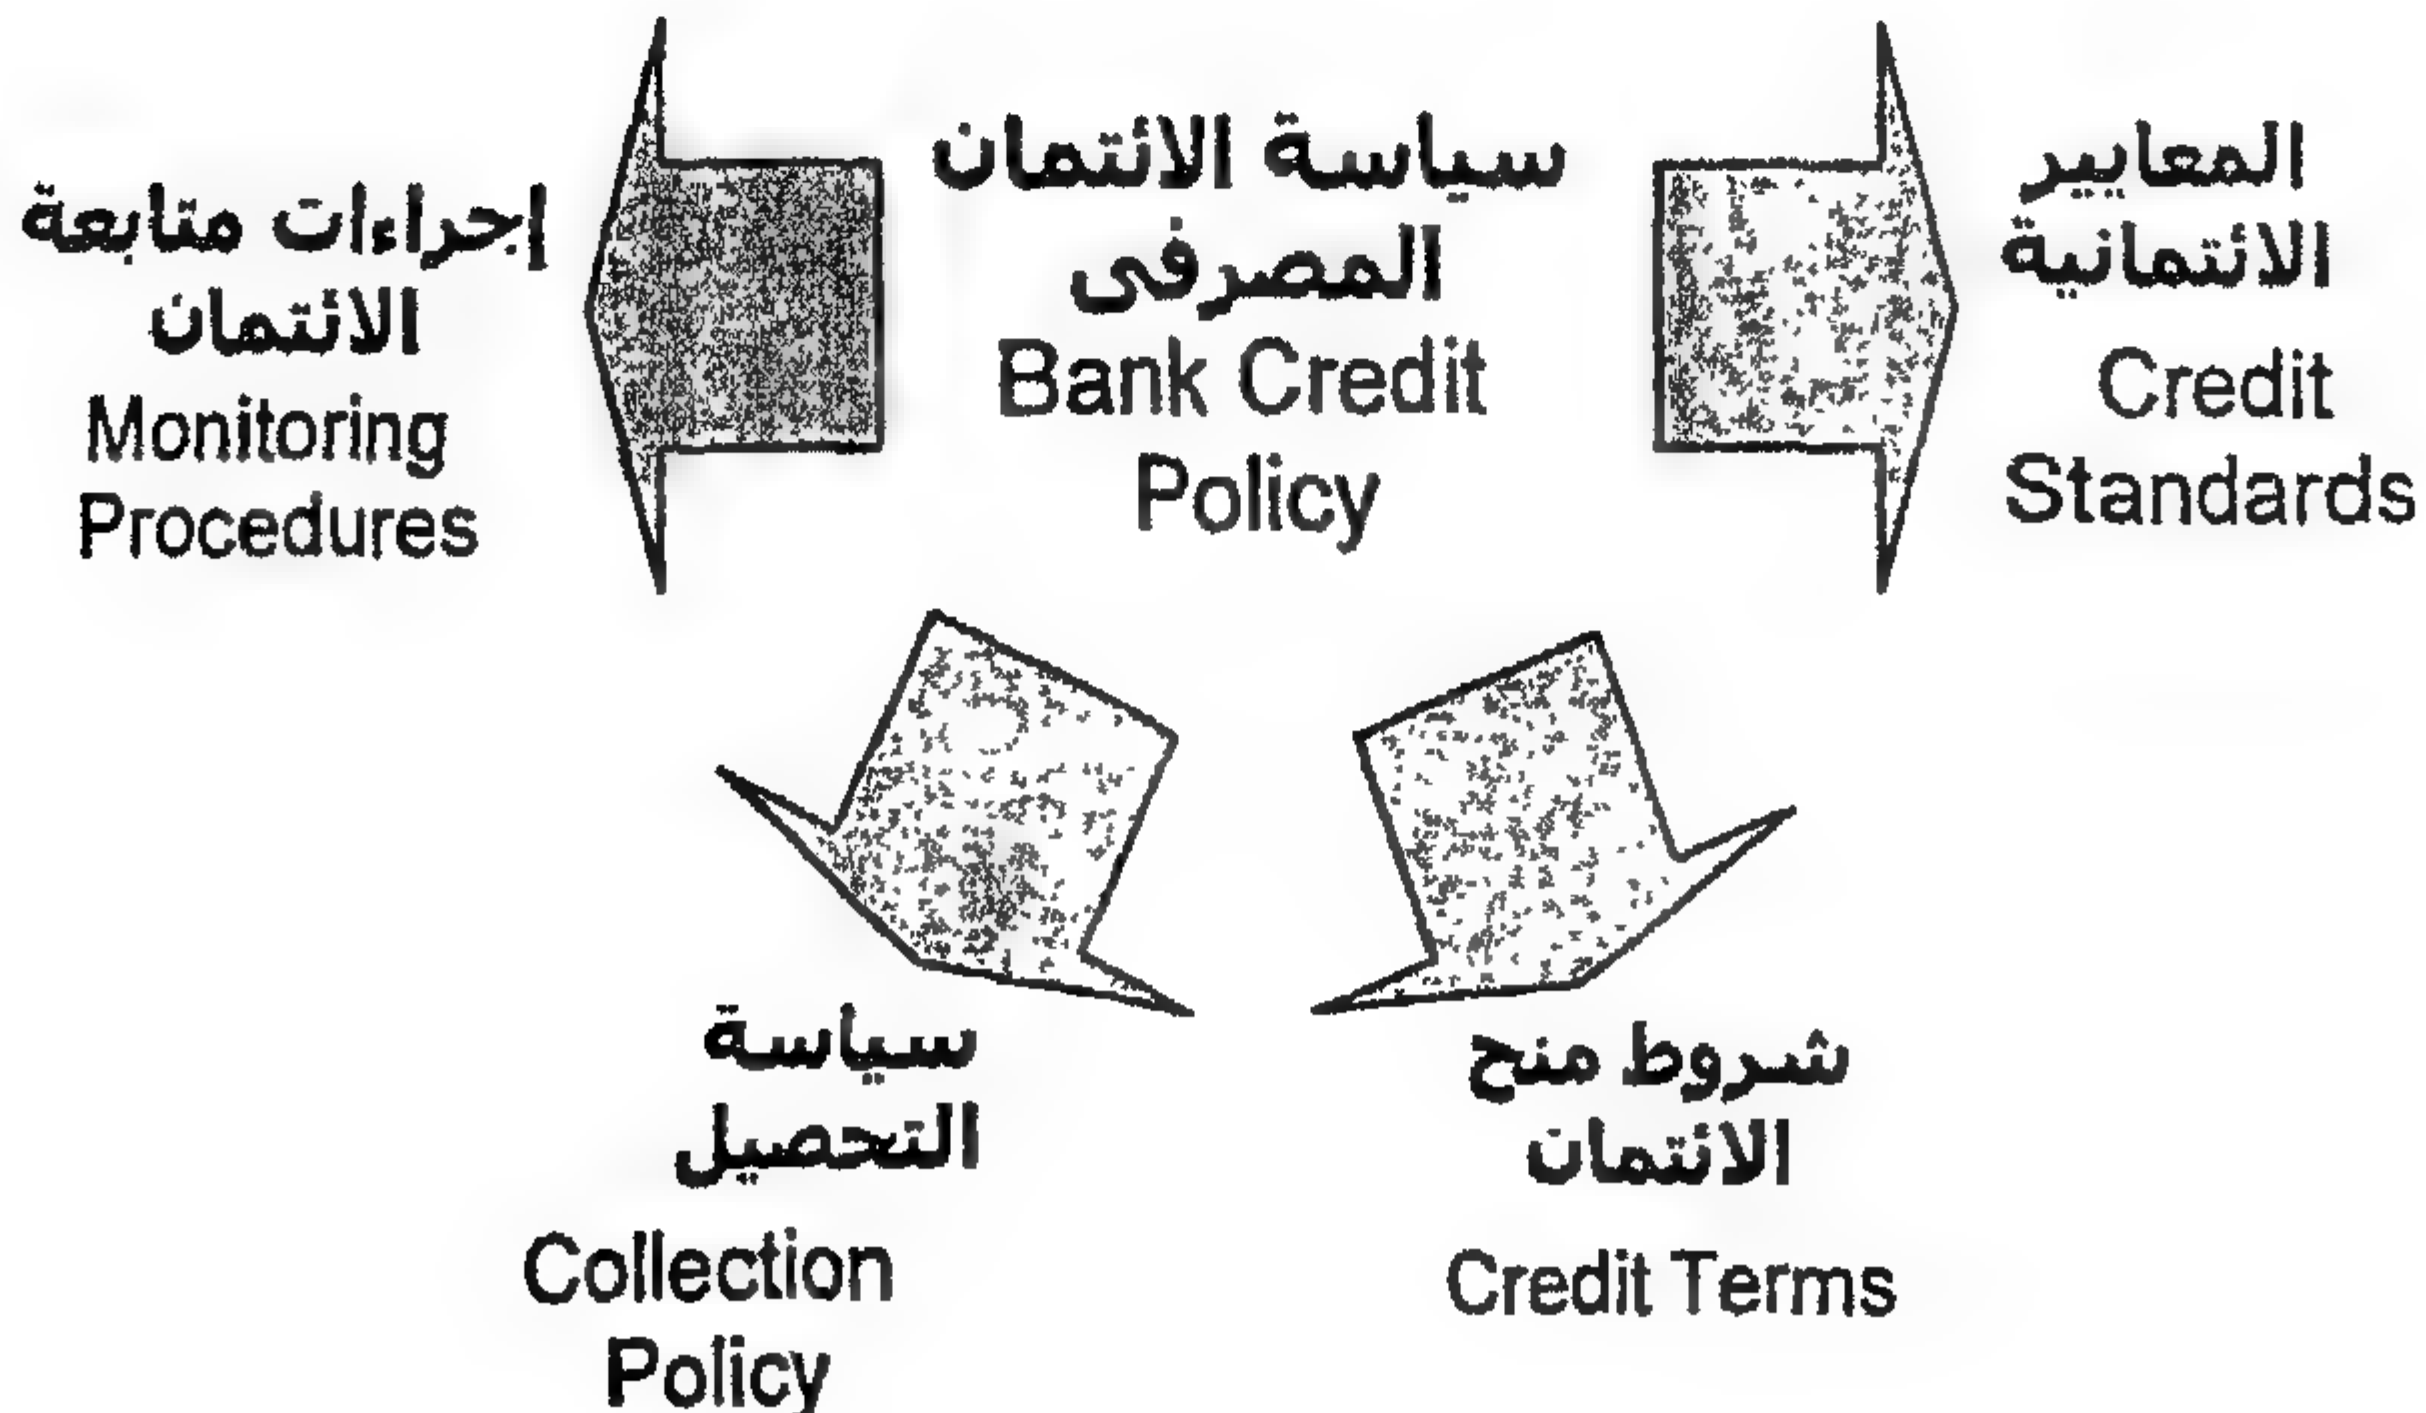 سياسة الائتمان
المصرفى
Bank Credit
Policy
المعايير
الائتمانية
Credit
Standards
شروط منح
الائتمان
Credit Terms
سياسة
التحصيل
Collection
Policy
إجراءات متابعة
الائتمان
Monitoring
Procedures